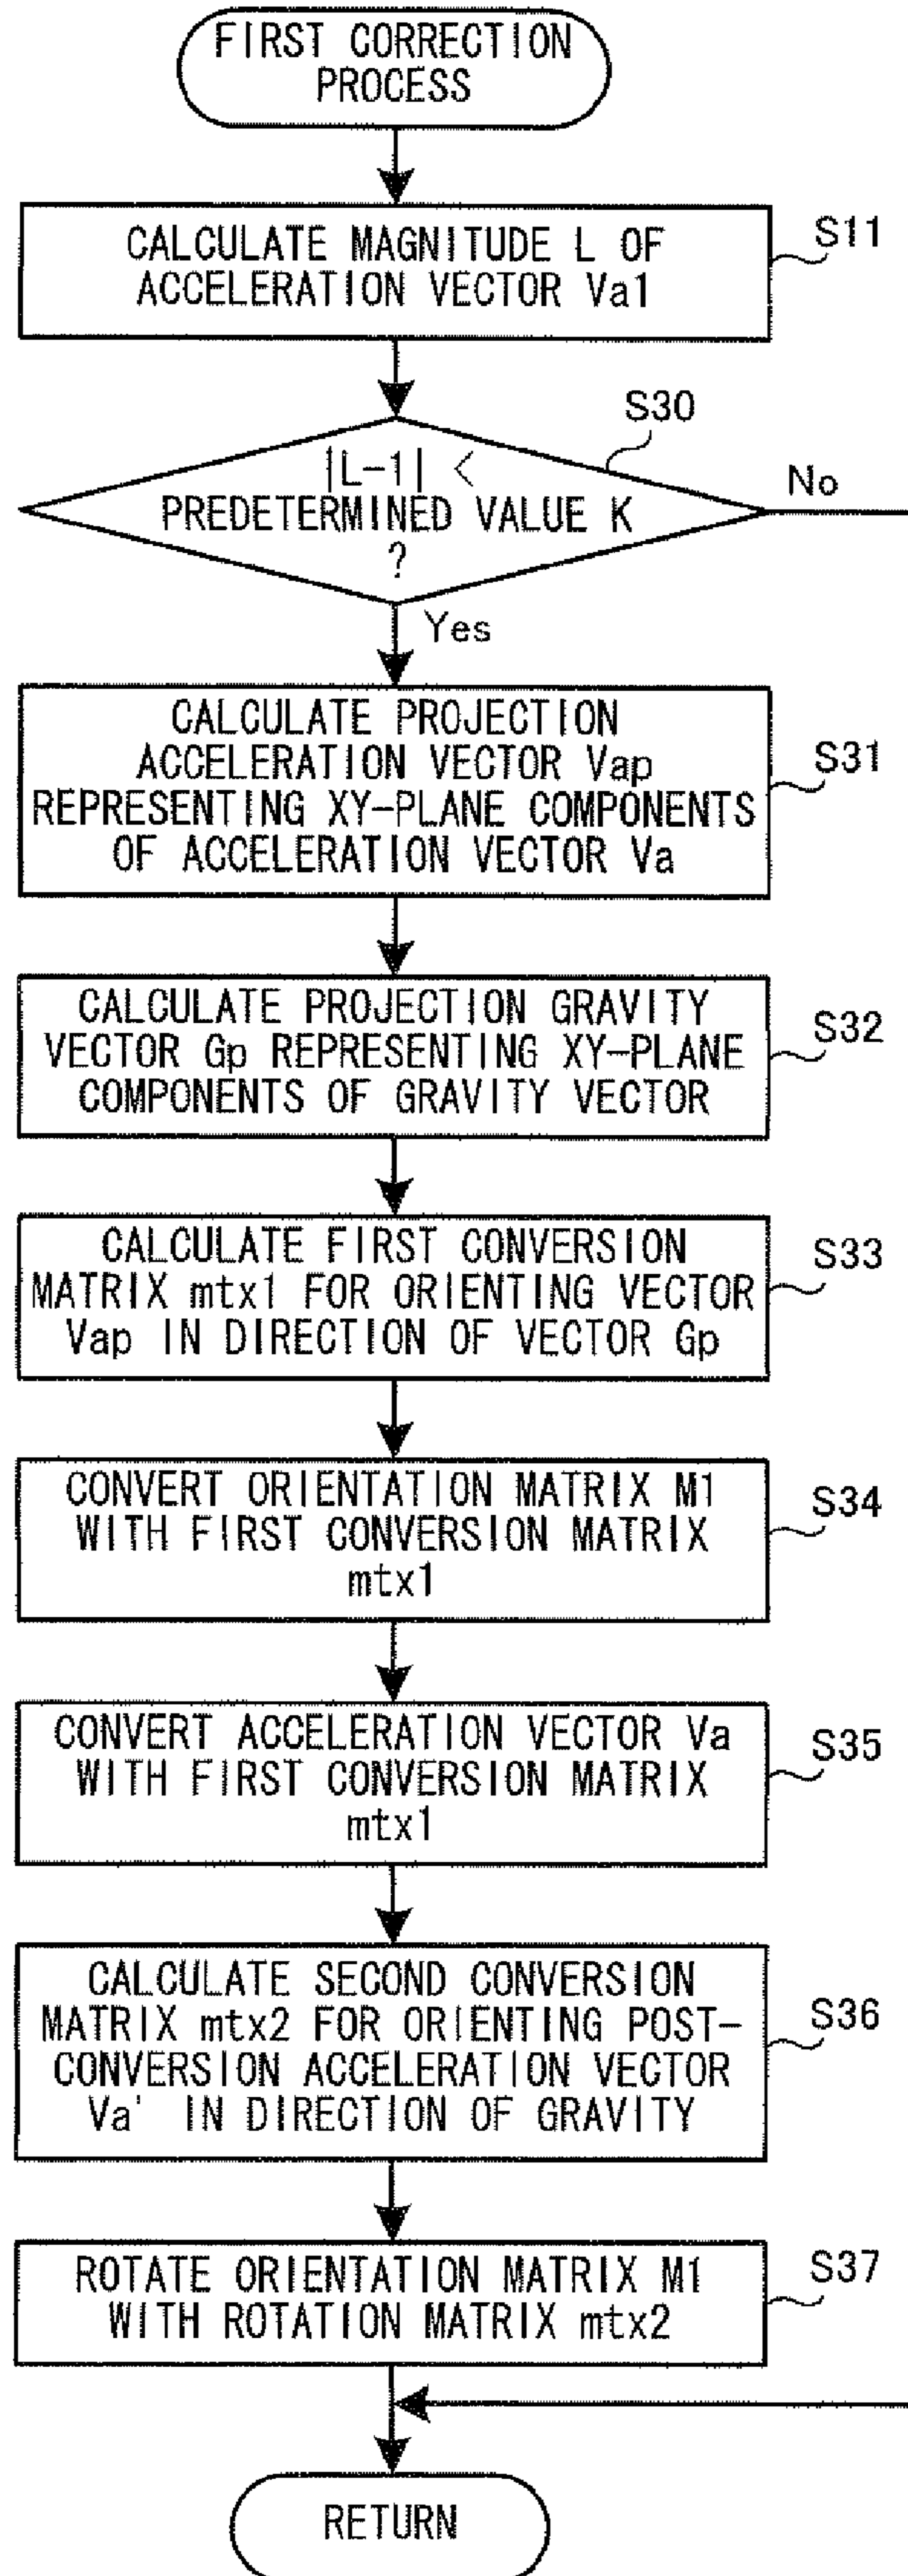 FIRST CORRECTION
PROCESS
CALCULATE MAGNITUDE L OF
ACCELERATION VECTOR Va1
S11
S30
|L-1| <
PREDETERMINED VALUE K
?
No
Yes
CALCULATE PROJECTION
ACCELERATION VECTOR Vap
REPRESENTING XY-PLANE COMPONENTS
OF ACCELERATION VECTOR Va
S31
CALCULATE PROJECTION GRAVITY
VECTOR Gp REPRESENTING XY-PLANE
COMPONENTS OF GRAVITY VECTOR
S32
CALCULATE FIRST CONVERSION
MATRIX mtx1 FOR ORIENTING VECTOR
Vap IN DIRECTION OF VECTOR Gp
S33
CONVERT ORIENTATION MATRIX M1
WITH FIRST CONVERSION MATRIX
mtx1
S34
CONVERT ACCELERATION VECTOR Va
WITH FIRST CONVERSION MATRIX
mtx1
S35
CALCULATE SECOND CONVERSION
MATRIX mtx2 FOR ORIENTING POST-
CONVERSION ACCELERATION VECTOR
Va' IN DIRECTION OF GRAVITY
S36
ROTATE ORIENTATION MATRIX M1
WITH ROTATION MATRIX mtx2
S37
RETURN